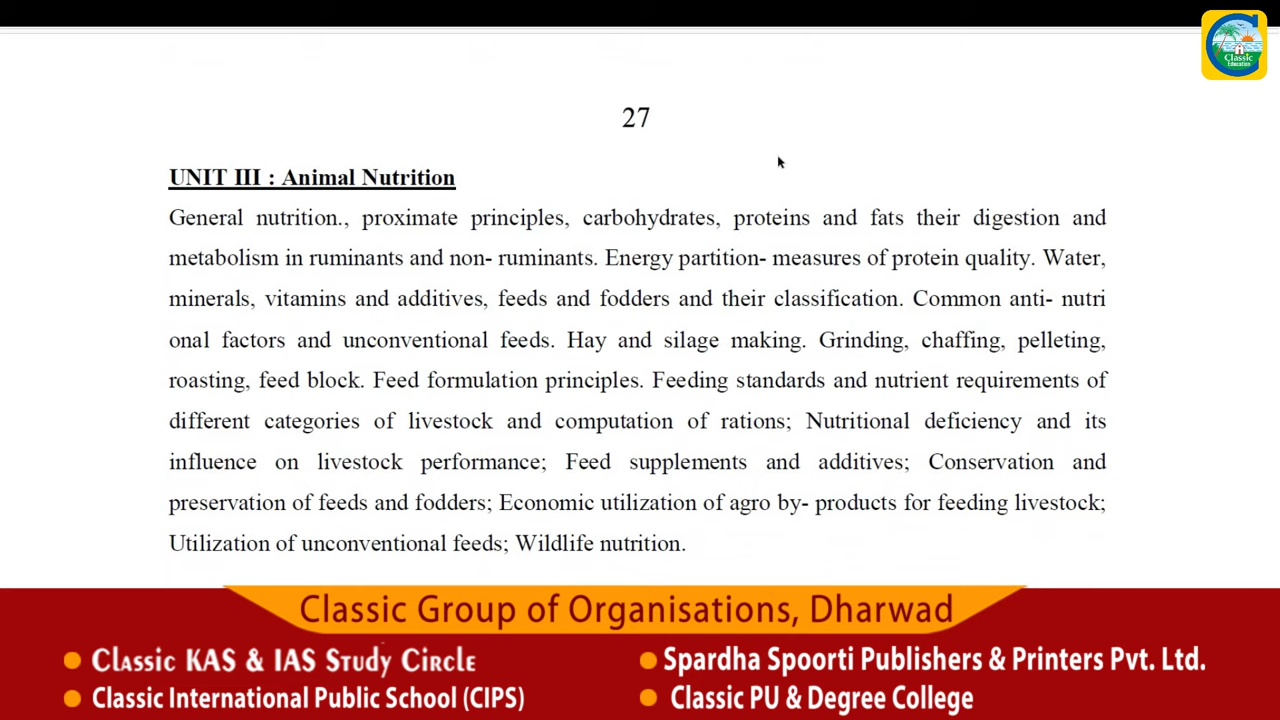 Classic
Education
27
UNIT III : Animal Nutrition
General nutrition., proximate principles, carbohydrates, proteins and fats their digestion and
metabolism in ruminants and non- ruminants. Energy partition- measures of protein quality. Water,
minerals, vitamins and additives, feeds and fodders and their classification. Common anti- nutri
onal factors and unconventional feeds. Hay and silage making. Grinding, chaffing, pelleting,
roasting, feed block. Feed formulation principles. Feeding standards and nutrient requirements of
different categories of livestock and computation of rations; Nutritional deficiency and its
influence on livestock performance; Feed supplements and additives; Conservation and
preservation of feeds and fodders; Economic utilization of agro by- products for feeding livestock;
Utilization of unconventional feeds; Wildlife nutrition.
Classic Group of Organisations, Dharwad
Classic KAS & IAS Study Circle
Spardha Spoorti Publishers & Printers Pvt. Ltd.
Classic International Public School (CIPS)
Classic PU & Degree College